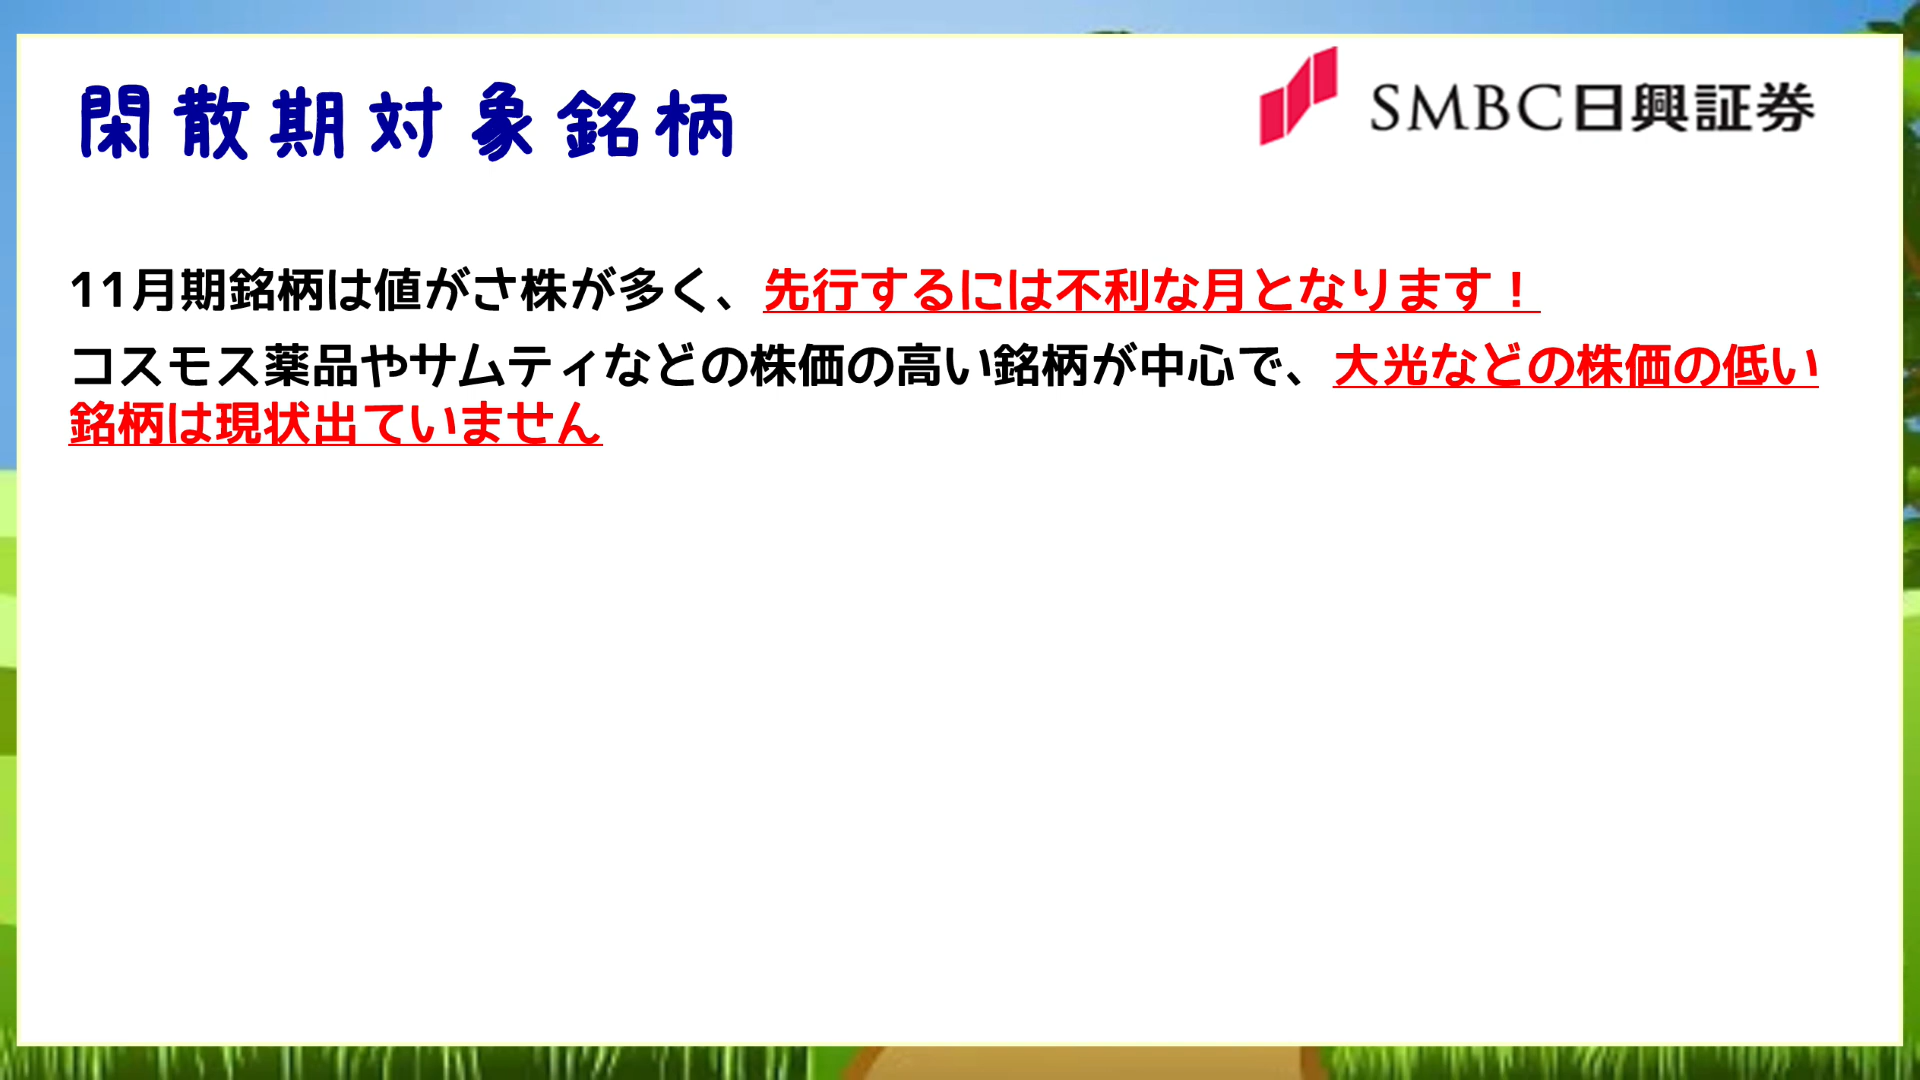 閑散期対象銘柄
SMBC日興証券
11月期銘柄は値がさ株が多く、先行するには不利な月となります！
コスモス薬品やサムティなどの株価の高い銘柄が中心で、大光などの株価の低い
銘柄は現状出ていません